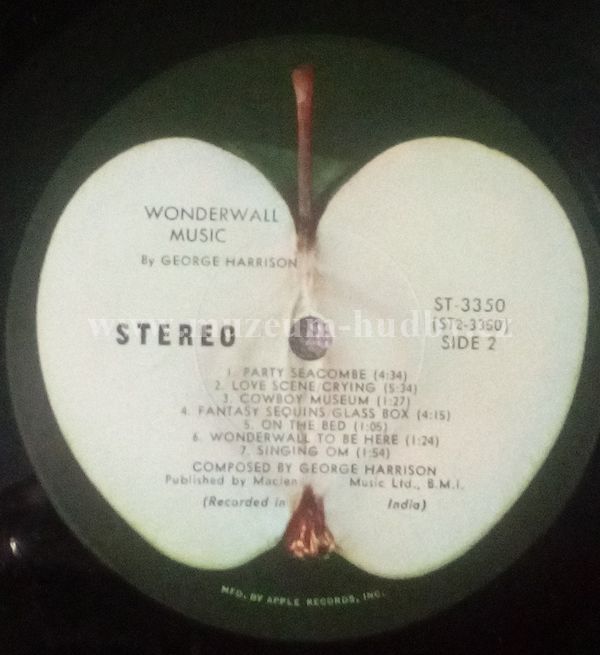 WONDERWALL
MUSIC
By GEORGE HARRISON
STEREO
ST-3350
(ST2-3350)
SIDE 2
1. PARTY SEACOMBE (4:34)
2. LOVE SCENE/CRYING (5:34)
3. COWBOY MUSEUM (1:27)
4. FANTASY SEQUINS/GLASS BOX (4:15)
5. ON THE BED (1:05)
6. WONDERWALL TO BE HERE (1:24)
7. SINGING OM (1:54)
COMPOSED BY GEORGE HARRISON
Published by Maclen Music Ltd., B.M.I.
(Recorded in India)
MFD. BY APPLE RECORDS, INC.